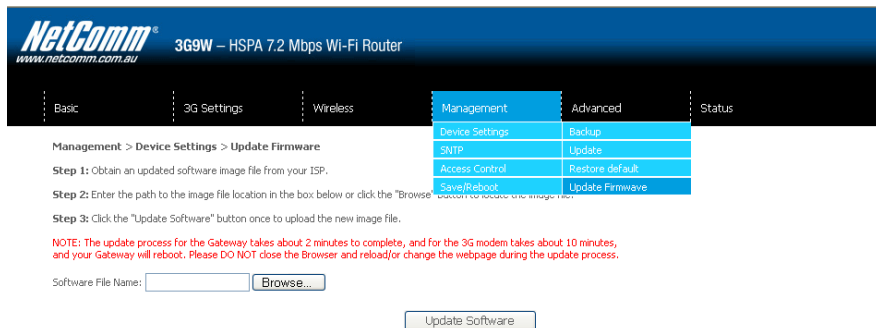 NetComm®
www.netcomm.com.au
3G9W – HSPA 7.2 Mbps Wi-Fi Router
Basic
3G Settings
Wireless
Management
Advanced
Status
Device Settings
SNTP
Access Control
Save/Reboot
Backup
Update
Restore default
Update Firmwave
Management > Device Settings > Update Firmware
Step 1: Obtain an updated software image file from your ISP.
Step 2: Enter the path to the image file location in the box below or click the "Browse" button to locate the image file.
Step 3: Click the "Update Software" button once to upload the new image file.
NOTE: The update process for the Gateway takes about 2 minutes to complete, and for the 3G modem takes about 10 minutes,
and your Gateway will reboot. Please DO NOT close the Browser and reload/or change the webpage during the update process.
Software File Name:
Browse...
Update Software